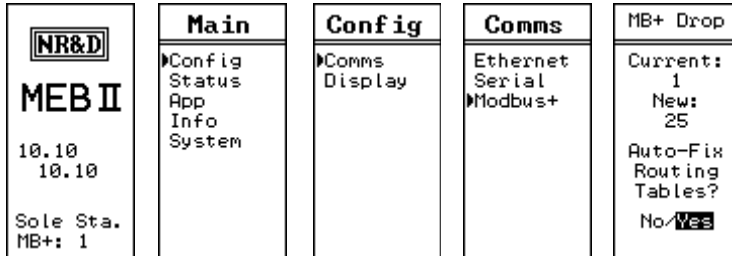 NR&D
MEB II
10.10
10.10
Sole Sta.
MB+: 1
Main
Config
Status
App
Info
System
Config
Comms
Display
Comms
Ethernet
Serial
Modbus+
MB+ Drop
Current:
1
New:
25
Auto-Fix
Routing
Tables?
No/Yes